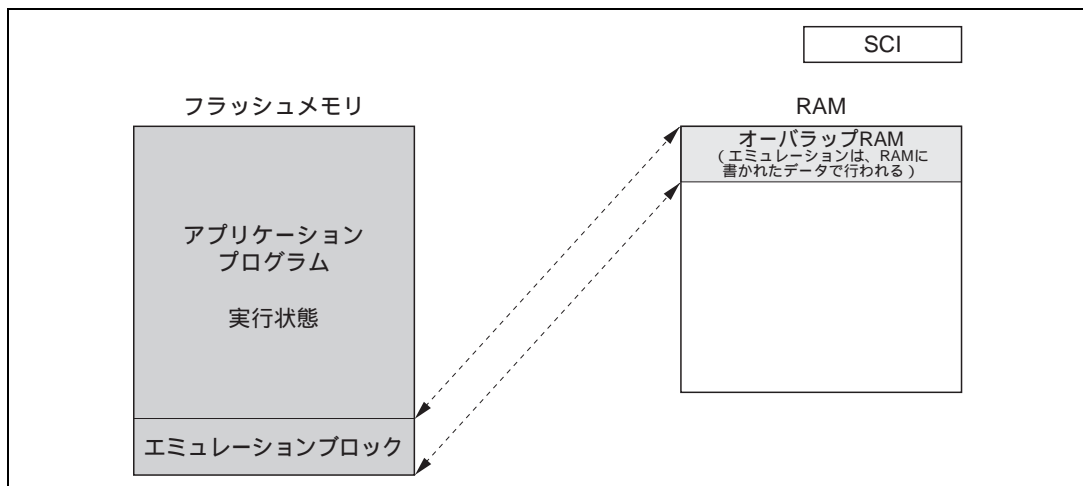 SCI
フラッシュメモリ
RAM
オーバラップRAM
(エミュレーションは、RAMに
書かれたデータで行われる)
アプリケーション
プログラム
実行状態
エミュレーションブロック